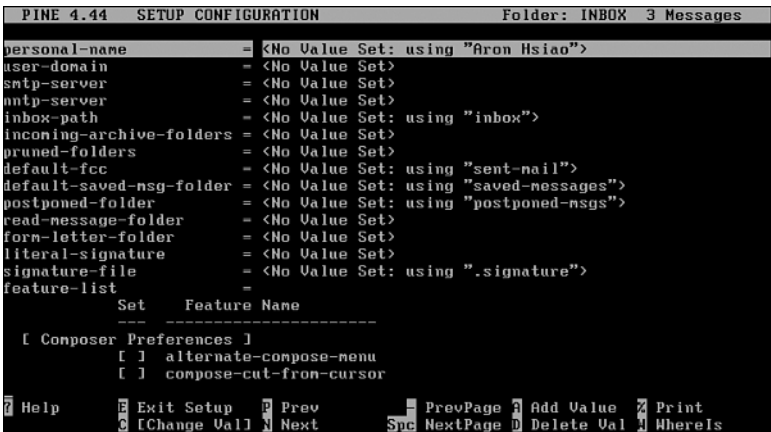 PINE 4.44 SETUP CONFIGURATION Folder: INBOX 3 Messages
personal-name = <No Value Set: using "Aron Hsiao">
user-domain = <No Value Set>
smtp-server = <No Value Set>
nntp-server = <No Value Set>
inbox-path = <No Value Set: using "inbox">
incoming-archive-folders = <No Value Set>
pruned-folders = <No Value Set>
default-fcc = <No Value Set: using "sent-mail">
default-saved-msg-folder = <No Value Set: using "saved-messages">
postponed-folder = <No Value Set: using "postponed-msgs">
read-message-folder = <No Value Set>
form-letter-folder = <No Value Set>
literal-signature = <No Value Set>
signature-file = <No Value Set: using ".signature">
feature-list =
Set Feature Name
--- ----------------------
[ Composer Preferences ]
[ ] alternate-compose-menu
[ ] compose-cut-from-cursor
? Help E Exit Setup P Prev - PrevPage A Add Value % Print
C [Change Val] N Next Spc NextPage D Delete Val W WhereIs